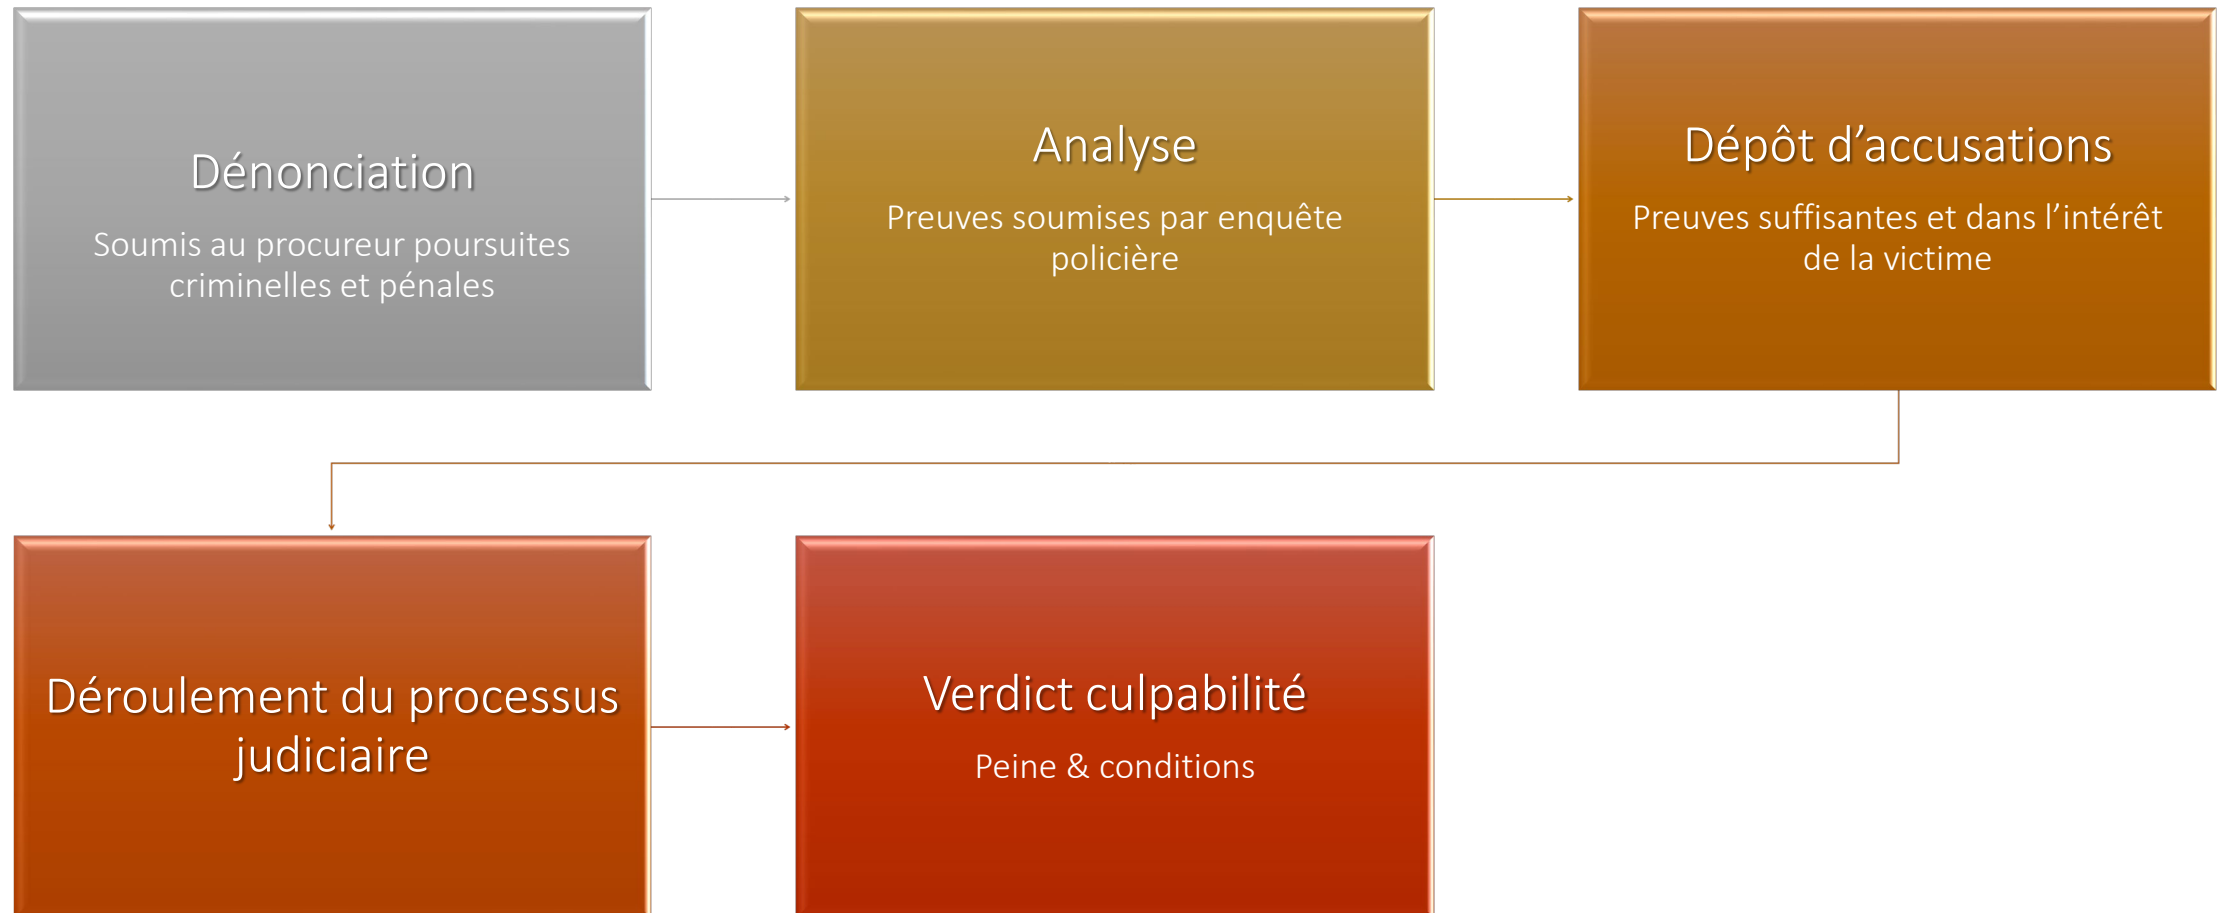 Dénonciation
Soumis au procureur poursuites
criminelles et pénales
Analyse
Preuves soumises par enquête
policière
Dépôt d’accusations
Preuves suffisantes et dans l’intérêt
de la victime
Déroulement du processus
judiciaire
Verdict culpabilité
Peine & conditions